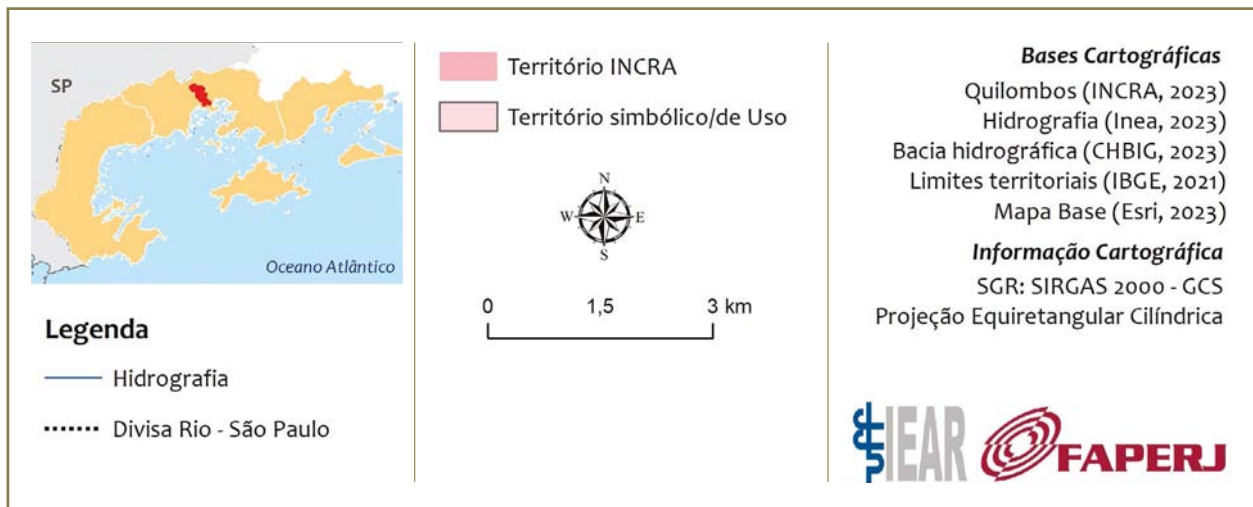 SP
Oceano Atlântico
Legenda
Hidrografia
Divisa Rio - São Paulo
Território INCRA
Território simbólico/de Uso
N
W E
S
0 1,5 3 km
Bases Cartográficas
Quilombos (INCRA, 2023)
Hidrografia (Inea, 2023)
Bacia hidrográfica (CHBIG, 2023)
Limites territoriais (IBGE, 2021)
Mapa Base (Esri, 2023)
Informação Cartográfica
SGR: SIRGAS 2000 - GCS
Projeção Equiretangular Cilíndrica
uff IEAR
FAPERJ